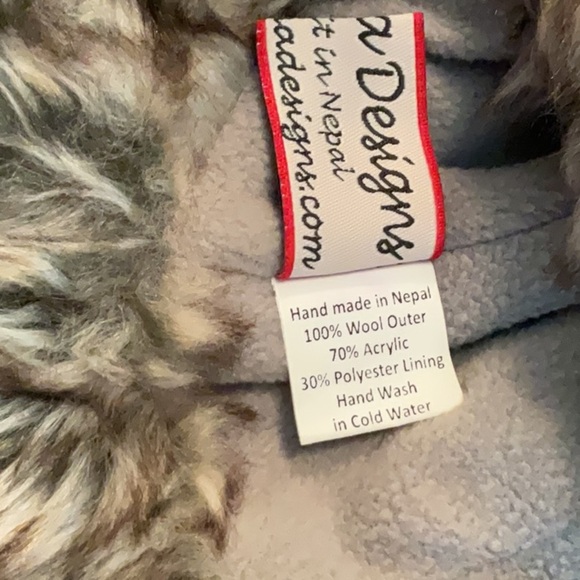 a Designs
it in Nepal
adesigns.com
Hand made in Nepal
100% Wool Outer
70% Acrylic
30% Polyester Lining
Hand Wash
in Cold Water